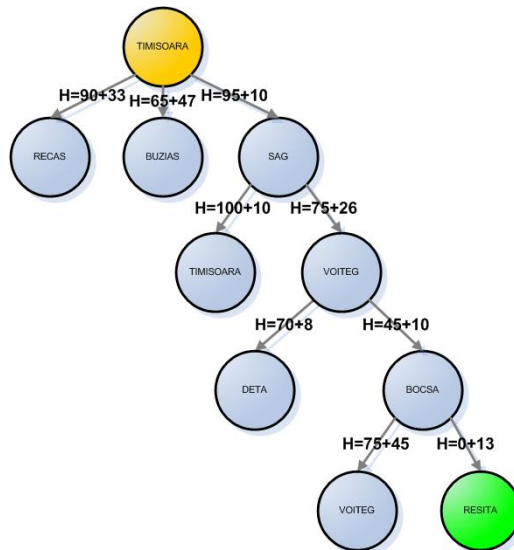 TIMISOARA
H=90+33
H=65+47
H=95+10
RECAS
BUZIAS
SAG
H=100+10
H=75+26
TIMISOARA
VOITEG
H=70+8
H=45+10
DETA
BOCSA
H=75+45
H=0+13
VOITEG
RESITA